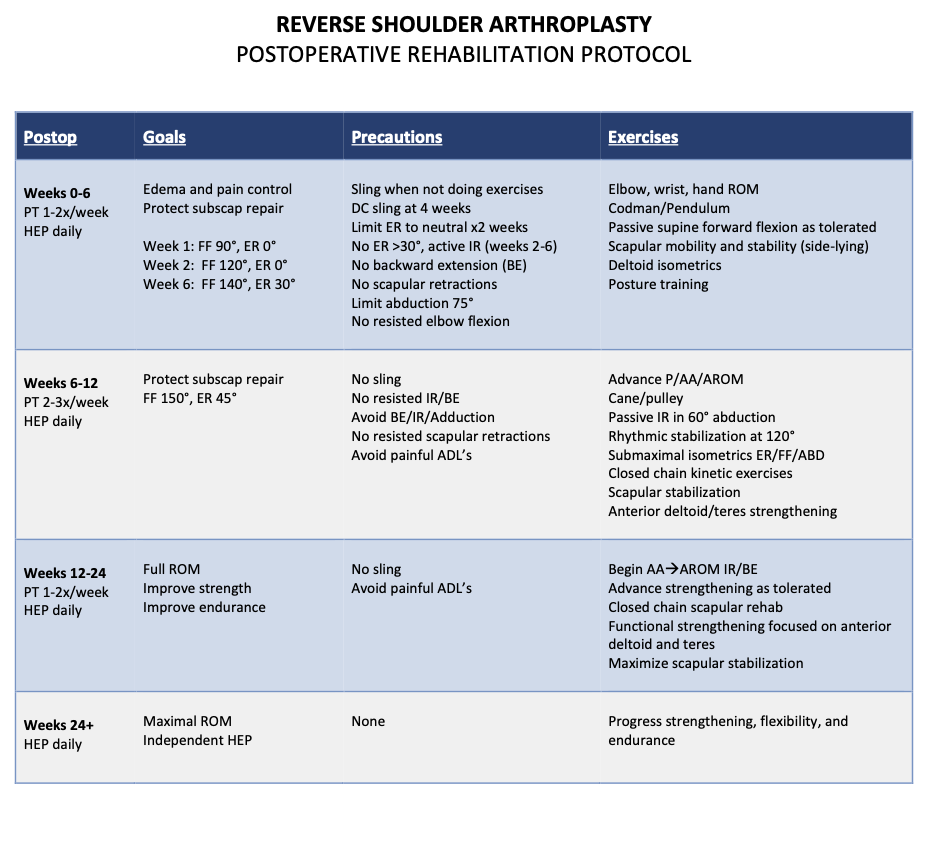 REVERSE SHOULDER ARTHROPLASTY
POSTOPERATIVE REHABILITATION PROTOCOL
Postop
Goals
Precautions
Exercises
Weeks 0-6
PT 1-2x/week
HEP daily
Edema and pain control
Protect subscap repair
Week 1: FF 90°, ER 0°
Week 2:  FF 120°, ER 0°
Week 6:  FF 140°, ER 30°
Sling when not doing exercises
DC sling at 4 weeks
Limit ER to neutral x2 weeks
No ER >30°, active IR (weeks 2-6)
No backward extension (BE)
No scapular retractions
Limit abduction 75°
No resisted elbow flexion
Elbow, wrist, hand ROM
Codman/Pendulum
Passive supine forward flexion as tolerated
Scapular mobility and stability (side-lying)
Deltoid isometrics
Posture training
Weeks 6-12
PT 2-3x/week
HEP daily
Protect subscap repair
FF 150°, ER 45°
No sling
No resisted IR/BE
Avoid BE/IR/Adduction
No resisted scapular retractions
Avoid painful ADL’s
Advance P/AA/AROM
Cane/pulley
Passive IR in 60° abduction
Rhythmic stabilization at 120°
Submaximal isometrics ER/FF/ABD
Closed chain kinetic exercises
Scapular stabilization
Anterior deltoid/teres strengthening
Weeks 12-24
PT 1-2x/week
HEP daily
Full ROM
Improve strength
Improve endurance
No sling
Avoid painful ADL’s
Begin AA→AROM IR/BE
Advance strengthening as tolerated
Closed chain scapular rehab
Functional strengthening focused on anterior
deltoid and teres
Maximize scapular stabilization
Weeks 24+
HEP daily
Maximal ROM
Independent HEP
None
Progress strengthening, flexibility, and
endurance